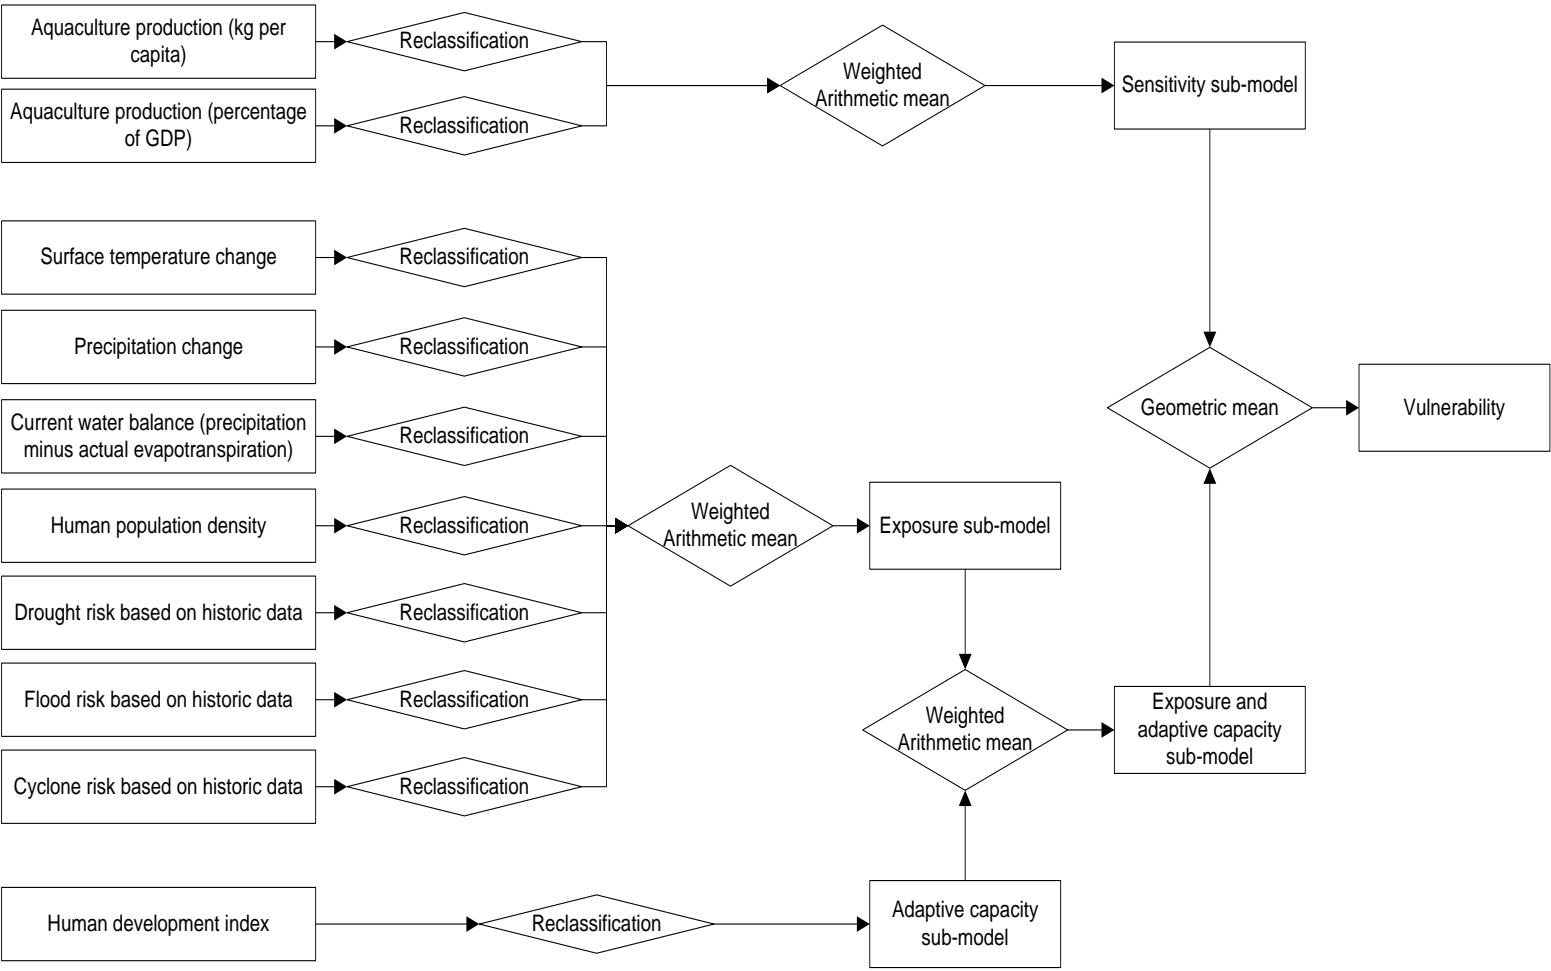 Aquaculture production (kg per
capita)
Reclassification
Aquaculture production (percentage
of GDP)
Reclassification
Weighted
Arithmetic mean
Sensitivity sub-model
Surface temperature change
Reclassification
Precipitation change
Reclassification
Current water balance (precipitation
minus actual evapotranspiration)
Reclassification
Human population density
Reclassification
Drought risk based on historic data
Reclassification
Flood risk based on historic data
Reclassification
Cyclone risk based on historic data
Reclassification
Weighted
Arithmetic mean
Exposure sub-model
Human development index
Reclassification
Adaptive capacity
sub-model
Weighted
Arithmetic mean
Exposure and
adaptive capacity
sub-model
Geometric mean
Vulnerability